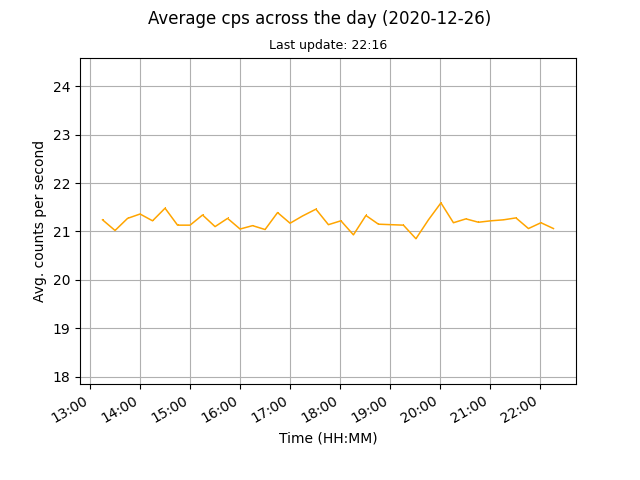 Average cps across the day (2020-12-26)
Last update: 22:16
Avg. counts per second
24
23
22
21
20
19
18
13:00 14:00 15:00 16:00 17:00 18:00 19:00 20:00 21:00 22:00
Time (HH:MM)